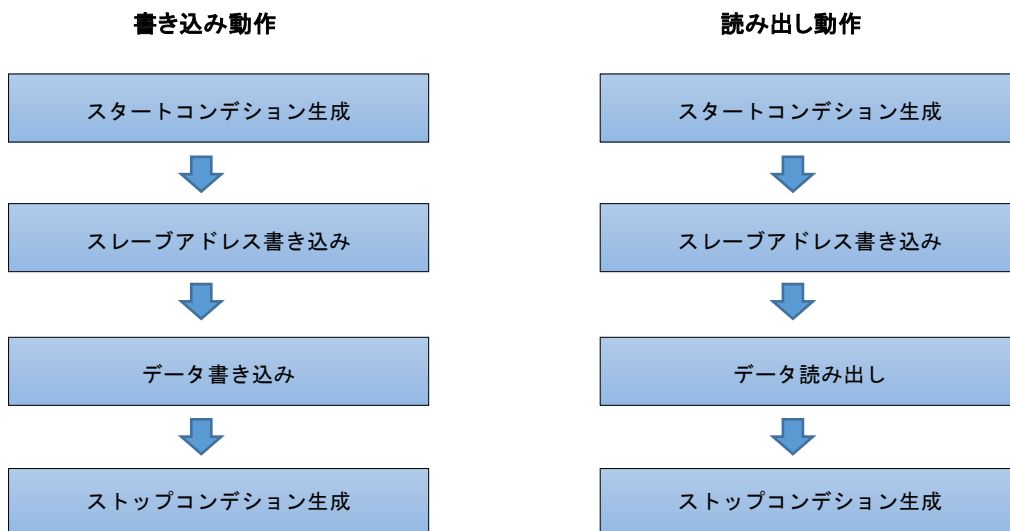 書き込み動作
スタートコンデション生成
スレーブアドレス書き込み
データ書き込み
ストップコンデション生成
読み出し動作
スタートコンデション生成
スレーブアドレス書き込み
データ読み出し
ストップコンデション生成